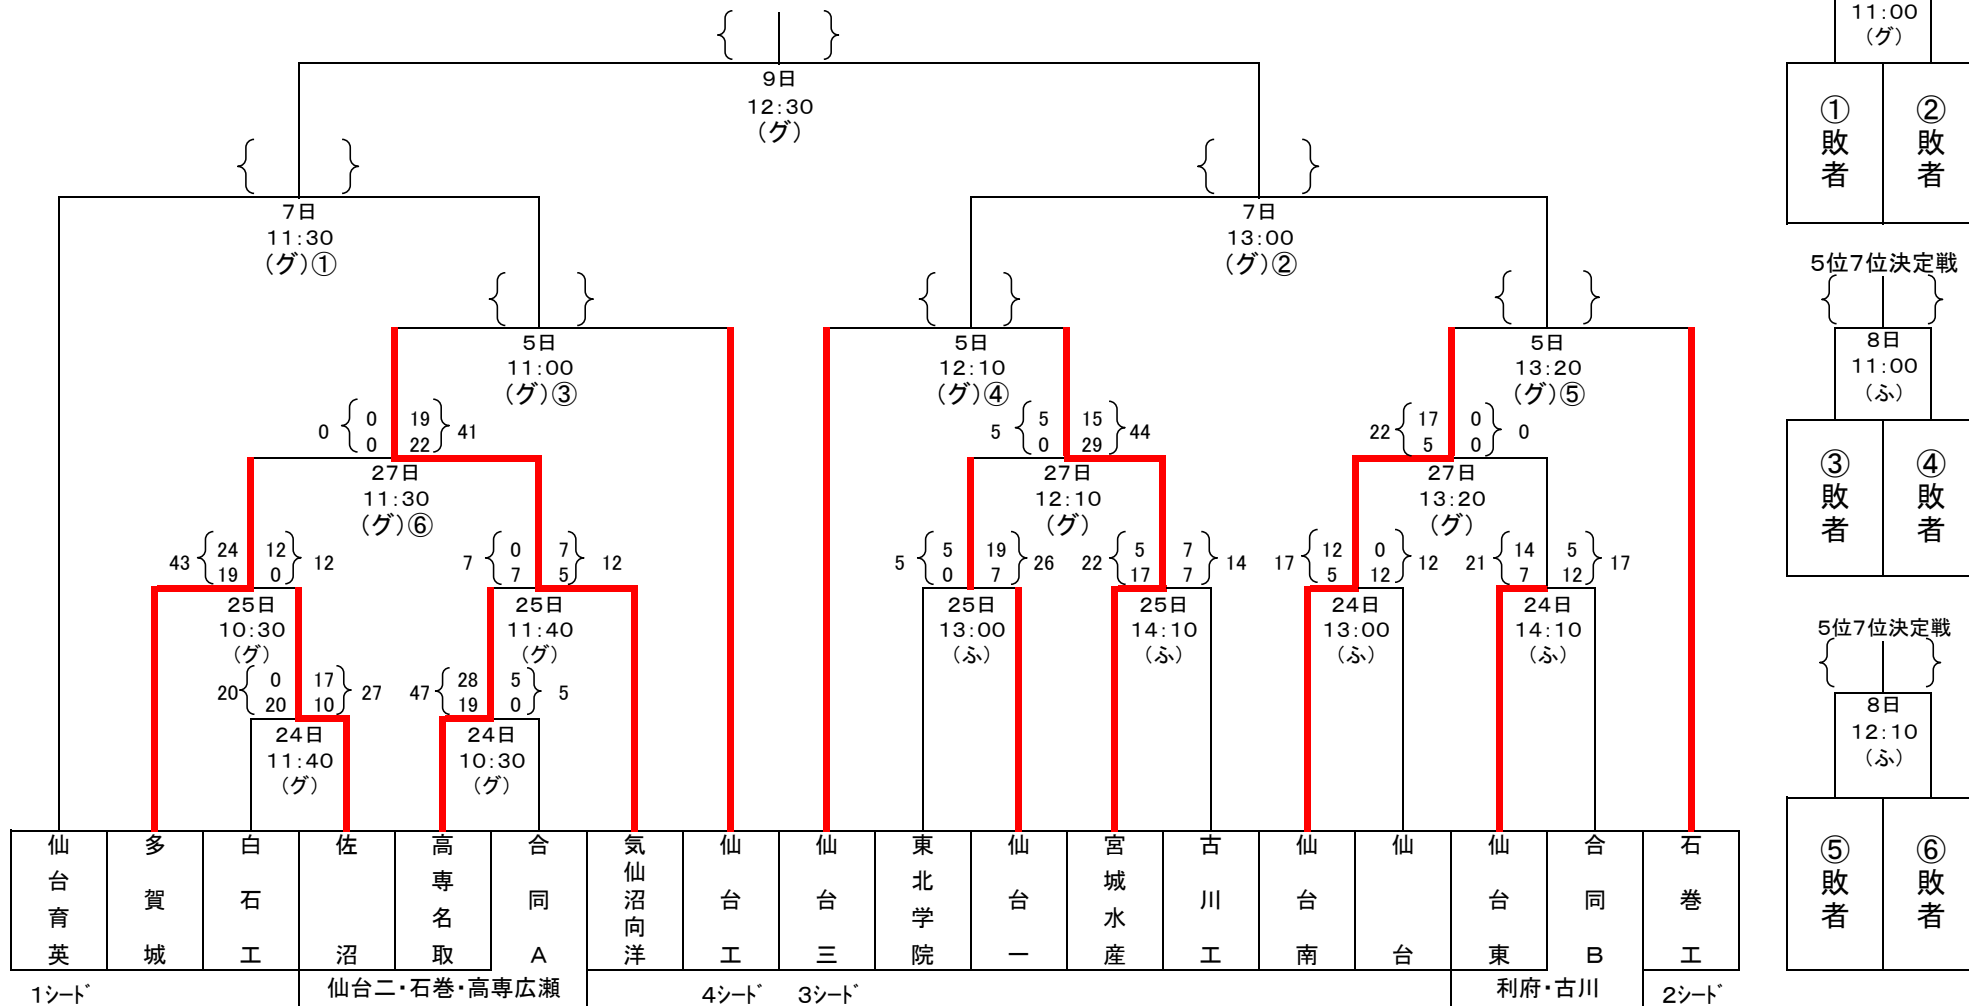 9日
12:30
(グ)
7日
11:30
(グ)①
7日
13:00
(グ)②
5日
11:00
(グ)③
5日
12:10
(グ)④
5日
13:20
(グ)⑤
0 0 19 41
0 22
5 5 15 44
0 29
22 17 0 0
5 0
27日
11:30
(グ)⑥
27日
12:10
(グ)
27日
13:20
(グ)
43 24 12 12
19 0
7 0 7 12
7 5
5 5 19 26
0 7
22 5 7 14
17 7
17 12 0 12
5 12
21 14 5 17
7 12
25日
10:30
(グ)
25日
11:40
(グ)
25日
13:00
(ふ)
25日
14:10
(ふ)
24日
13:00
(ふ)
24日
14:10
(ふ)
20 0 17 27
20 10
47 28 5 5
19 0
24日
11:40
(グ)
24日
10:30
(グ)
仙台育英
多賀城
白石工
佐沼
高専名取
合同A
気仙沼向洋
仙台工
仙台三
東北学院
仙台一
宮城水産
古川工
仙台南
仙台
仙台東
合同B
石巻工
1シード
仙台二・石巻・高専広瀬
4シード
3シード
利府・古川
2シード
11:00
(グ)
①敗者
②敗者
5位7位決定戦
8日
11:00
(ふ)
③敗者
④敗者
5位7位決定戦
8日
12:10
(ふ)
⑤敗者
⑥敗者